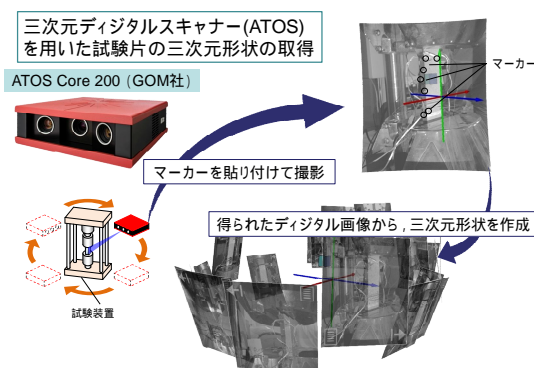 三次元ディジタルスキャナー(ATOS)
を用いた試験片の三次元形状の取得
ATOS Core 200（GOM社）
マーカー
マーカーを貼り付けて撮影
得られたディジタル画像から，三次元形状を作成
試験装置